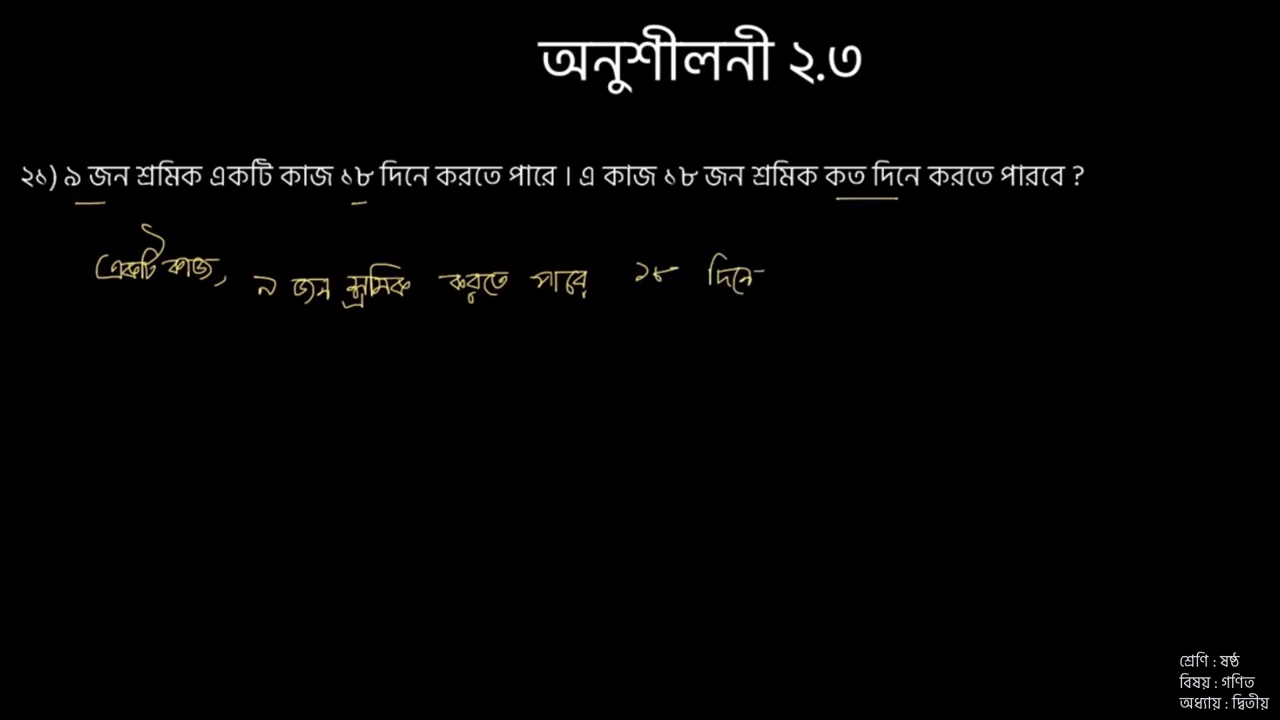 অনুশীলনী ২.৩
২১) ৯ জন শ্রমিক একটি কাজ ১৮ দিনে করতে পারে । এ কাজ ১৮ জন শ্রমিক কত দিনে করতে পারবে ?
একটি কাজ, ৯ জন শ্রমিক করতে পারে ১৮ দিনে
শ্রেণি : ষষ্ঠ
বিষয় : গণিত
অধ্যায় : দ্বিতীয়